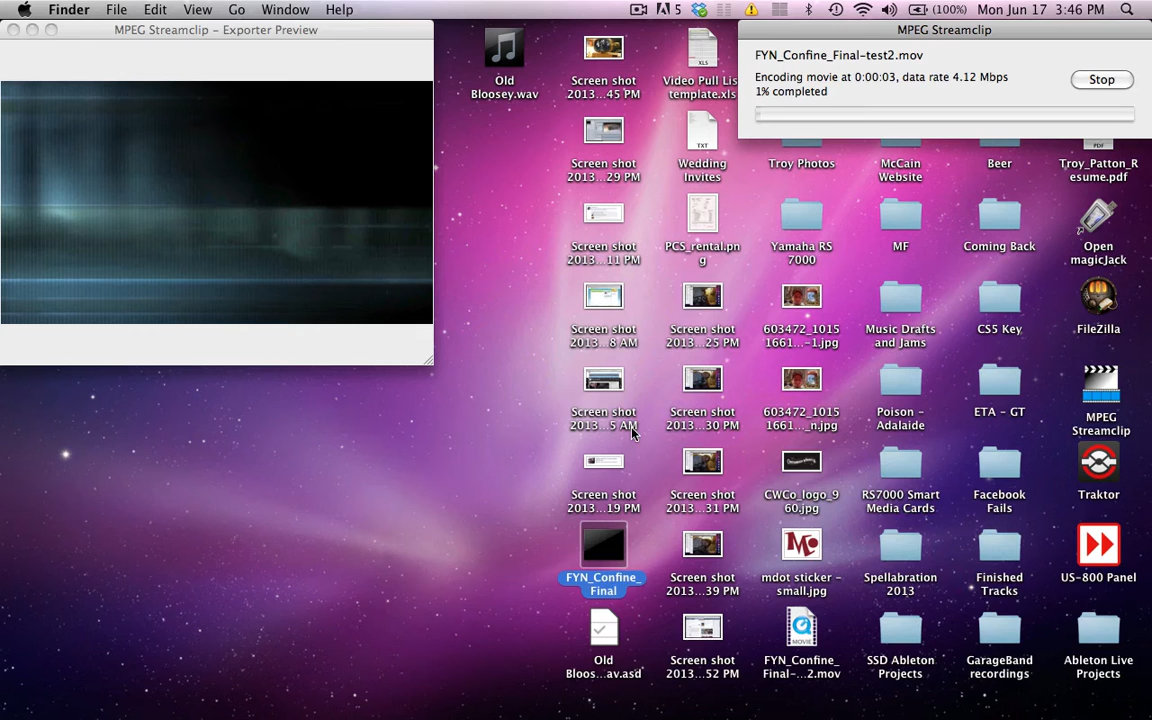 Finder File Edit View Go Window Help
5 (100%) Mon Jun 17 3:46 PM
MPEG Streamclip – Exporter Preview
MPEG Streamclip
FYN_Confine_Final-test2.mov
Encoding movie at 0:00:03, data rate 4.12 Mbps
1% completed
Stop
Old
Bloosey.wav
Screen shot
2013...45 PM
Video Pull Lis
template.xls
Screen shot
2013...29 PM
Wedding
Invites
TXT
XLS
Troy Photos
McCain
Website
Beer
PDF
Troy_Patton_R
esume.pdf
Screen shot
2013...11 PM
PCS_rental.pn
g
Yamaha RS
7000
MF
Coming Back
Open
magicJack
Screen shot
2013...8 AM
Screen shot
2013...25 PM
603472_1015
1661...-1.jpg
Music Drafts
and Jams
CS5 Key
FileZilla
Screen shot
2013...5 AM
Screen shot
2013...30 PM
603472_1015
1661..._n.jpg
Poison -
Adalaide
ETA - GT
MPEG
Streamclip
Screen shot
2013...19 PM
Screen shot
2013...31 PM
CWCo_logo_9
60.jpg
RS7000 Smart
Media Cards
Facebook
Fails
Traktor
FYN_Confine_
Final
Screen shot
2013...39 PM
mdot sticker -
small.jpg
Spellabration
2013
Finished
Tracks
US-800 Panel
Old
Bloos...av.asd
Screen shot
2013...52 PM
MOVIE
FYN_Confine_
Final-...2.mov
SSD Ableton
Projects
GarageBand
recordings
Ableton Live
Projects